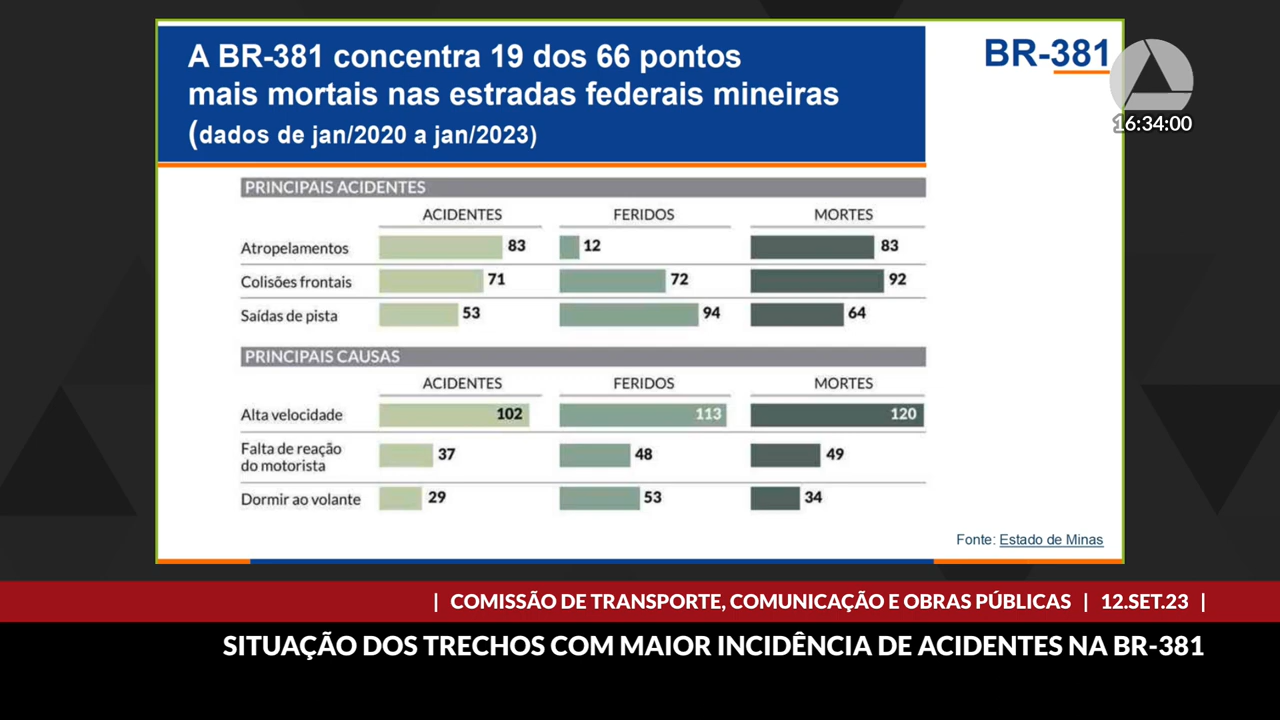 A BR-381 concentra 19 dos 66 pontos
mais mortais nas estradas federais mineiras
(dados de jan/2020 a jan/2023)
BR-381
16:34:00
PRINCIPAIS ACIDENTES
ACIDENTES FERIDOS MORTES
Atropelamentos 83 12 83
Colisões frontais 71 72 92
Saídas de pista 53 94 64
PRINCIPAIS CAUSAS
ACIDENTES FERIDOS MORTES
Alta velocidade 102 113 120
Falta de reação
do motorista 37 48 49
Dormir ao volante 29 53 34
Fonte: Estado de Minas
| COMISSÃO DE TRANSPORTE, COMUNICAÇÃO E OBRAS PÚBLICAS | 12.SET.23 |
SITUAÇÃO DOS TRECHOS COM MAIOR INCIDÊNCIA DE ACIDENTES NA BR-381